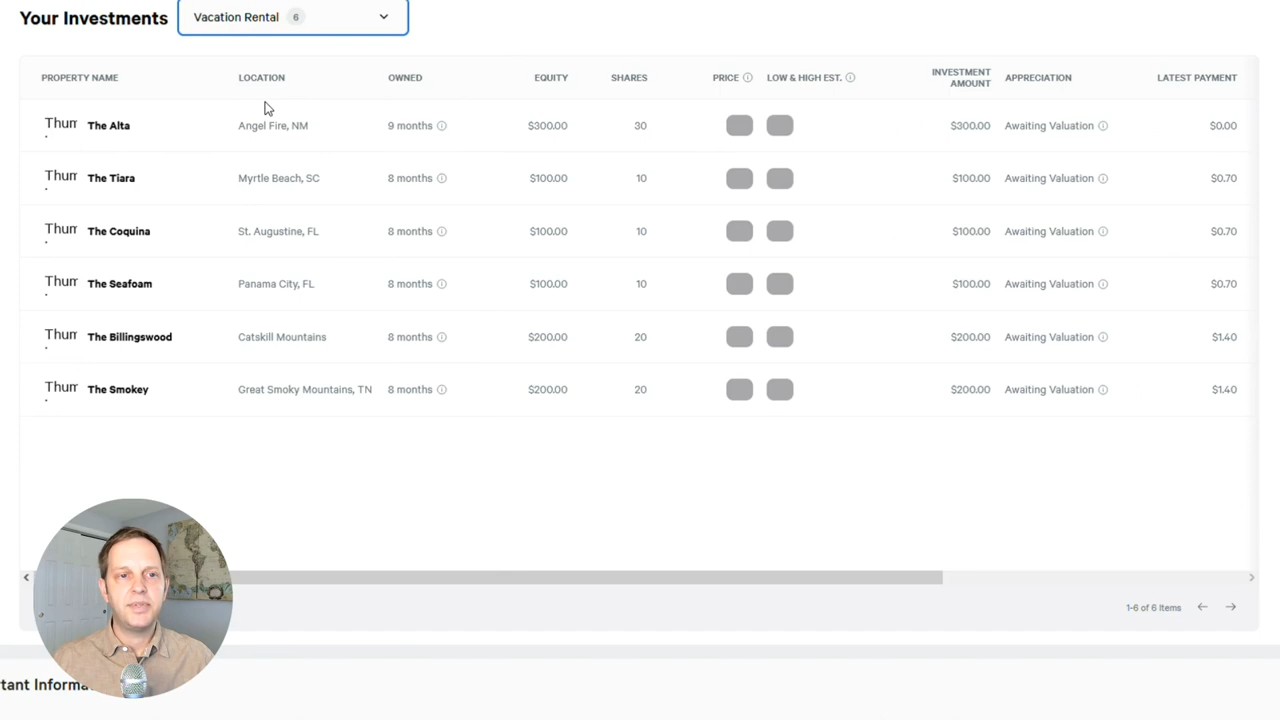 Your Investments Vacation Rental 6
PROPERTY NAME LOCATION OWNED EQUITY SHARES PRICE LOW & HIGH EST. INVESTMENT AMOUNT APPRECIATION LATEST PAYMENT
Thum The Alta Angel Fire, NM 9 months $300.00 30 $300.00 Awaiting Valuation $0.00
Thum The Tiara Myrtle Beach, SC 8 months $100.00 10 $100.00 Awaiting Valuation $0.70
Thum The Coquina St. Augustine, FL 8 months $100.00 10 $100.00 Awaiting Valuation $0.70
Thum The Seafoam Panama City, FL 8 months $100.00 10 $100.00 Awaiting Valuation $0.70
Thum The Billingswood Catskill Mountains 8 months $200.00 20 $200.00 Awaiting Valuation $1.40
Thum The Smokey Great Smoky Mountains, TN 8 months $200.00 20 $200.00 Awaiting Valuation $1.40
1-6 of 6 Items
tant Informa